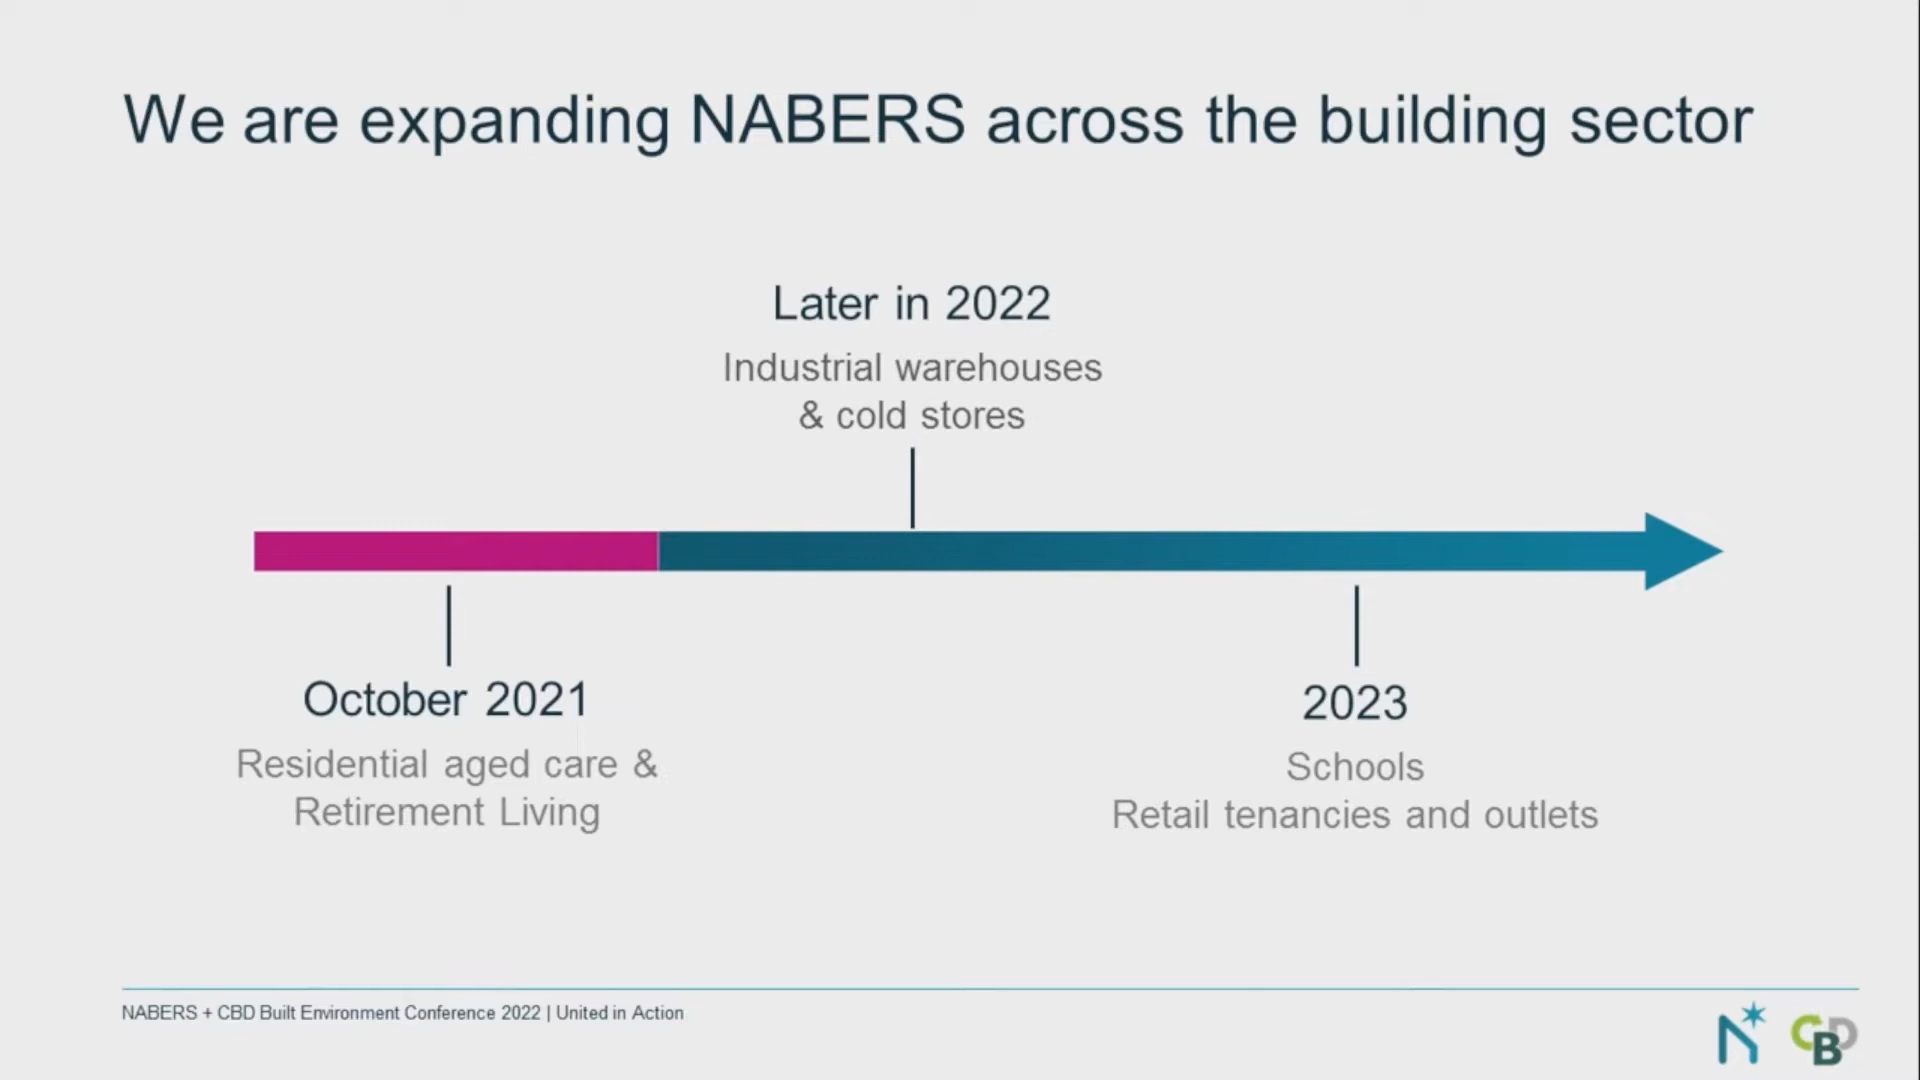 We are expanding NABERS across the building sector
Later in 2022
Industrial warehouses
& cold stores
October 2021
Residential aged care &
Retirement Living
2023
Schools
Retail tenancies and outlets
NABERS + CBD Built Environment Conference 2022 | United in Action
N
CBD